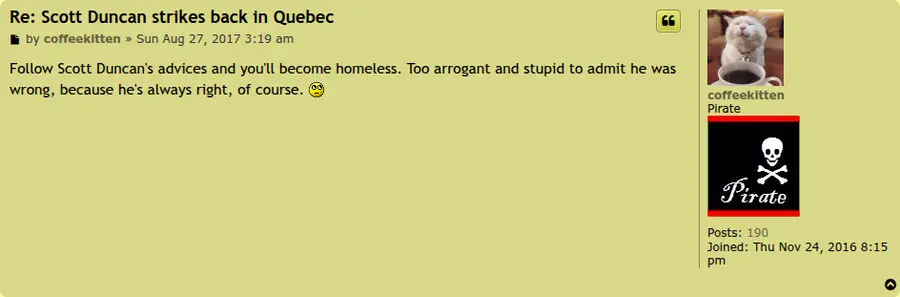 Re: Scott Duncan strikes back in Quebec
by coffeekitten » Sun Aug 27, 2017 3:19 am
Follow Scott Duncan's advices and you'll become homeless. Too arrogant and stupid to admit he was
wrong, because he's always right, of course.
coffeekitten
Pirate
Pirate
Posts: 190
Joined: Thu Nov 24, 2016 8:15
pm